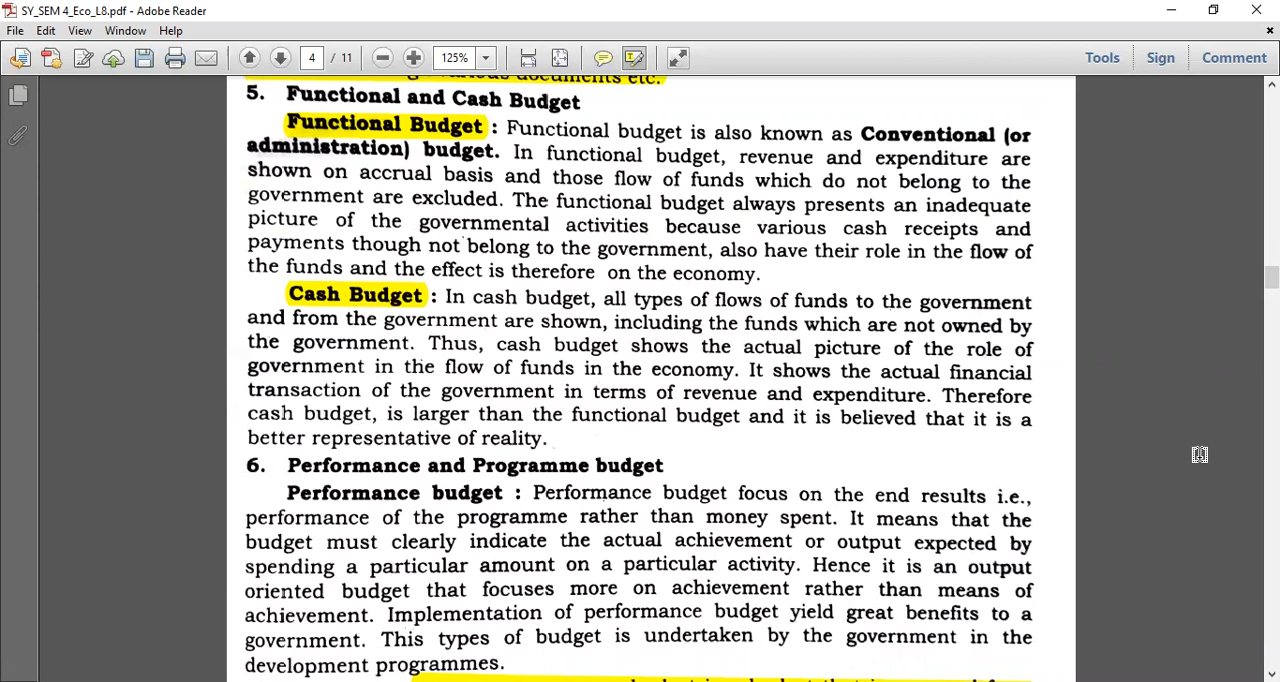 SY_SEM 4_Eco_L8.pdf - Adobe Reader
File Edit View Window Help
4 / 11 125% Tools Sign Comment
documents etc.
5. Functional and Cash Budget
Functional Budget : Functional budget is also known as Conventional (or
administration) budget. In functional budget, revenue and expenditure are
shown on accrual basis and those flow of funds which do not belong to the
government are excluded. The functional budget always presents an inadequate
picture of the governmental activities because various cash receipts and
payments though not belong to the government, also have their role in the flow of
the funds and the effect is therefore on the economy.
Cash Budget : In cash budget, all types of flows of funds to the government
and from the government are shown, including the funds which are not owned by
the government. Thus, cash budget shows the actual picture of the role of
government in the flow of funds in the economy. It shows the actual financial
transaction of the government in terms of revenue and expenditure. Therefore
cash budget, is larger than the functional budget and it is believed that it is a
better representative of reality.
6. Performance and Programme budget
Performance budget : Performance budget focus on the end results i.e.,
performance of the programme rather than money spent. It means that the
budget must clearly indicate the actual achievement or output expected by
spending a particular amount on a particular activity. Hence it is an output
oriented budget that focuses more on achievement rather than means of
achievement. Implementation of performance budget yield great benefits to a
government. This types of budget is undertaken by the government in the
development programmes.